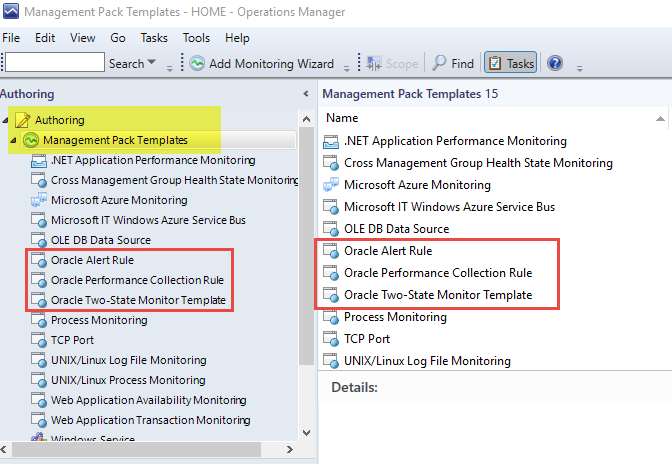 Management Pack Templates - HOME - Operations Manager
File Edit View Go Tasks Tools Help
Search Add Monitoring Wizard Scope Find Tasks
Authoring
Authoring
Management Pack Templates
.NET Application Performance Monitoring
Cross Management Group Health State Monitoring
Microsoft Azure Monitoring
Microsoft IT Windows Azure Service Bus
OLE DB Data Source
Oracle Alert Rule
Oracle Performance Collection Rule
Oracle Two-State Monitor Template
Process Monitoring
TCP Port
UNIX/Linux Log File Monitoring
UNIX/Linux Process Monitoring
Web Application Availability Monitoring
Web Application Transaction Monitoring
Windows Service
Management Pack Templates 15
Name
.NET Application Performance Monitoring
Cross Management Group Health State Monitoring
Microsoft Azure Monitoring
Microsoft IT Windows Azure Service Bus
OLE DB Data Source
Oracle Alert Rule
Oracle Performance Collection Rule
Oracle Two-State Monitor Template
Process Monitoring
TCP Port
UNIX/Linux Log File Monitoring
Details: